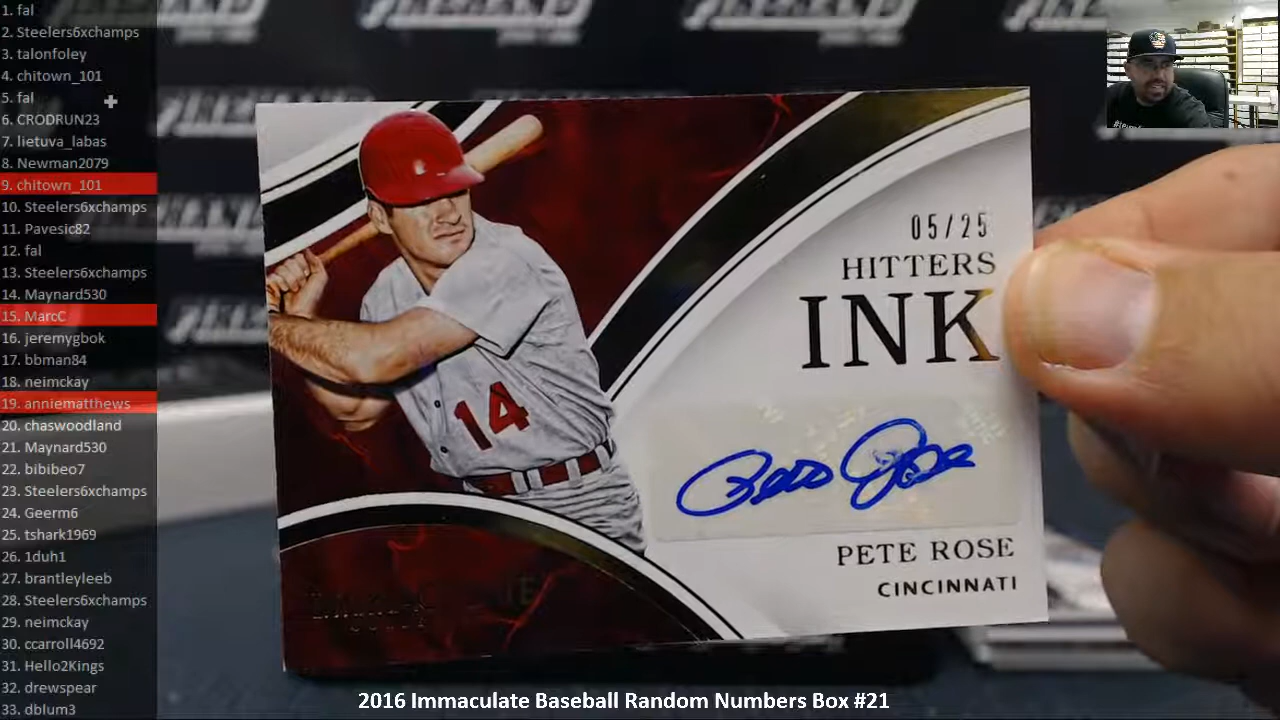 1. fal
2. Steelers6xchamps
3. talonfoley
4. chitown_101
5. fal
6. CRODRUN23
7. lietuva_labas
8. Newman2079
9. chitown_101
10. Steelers6xchamps
11. Pavesic82
12. fal
13. Steelers6xchamps
14. Maynard530
15. MarcC
16. jeremygbok
17. bbman84
18. neimckay
19. anniematthews
20. chaswoodland
21. Maynard530
22. bibibeo7
23. Steelers6xchamps
24. Geerm6
25. tshark1969
26. 1duh1
27. brantleyleeb
28. Steelers6xchamps
29. neimckay
30. ccarroll4692
31. Hello2Kings
32. drewspear
33. dblum3
05/25
HITTERS
INK
14
Pete Rose
PETE ROSE
CINCINNATI
2016 Immaculate Baseball Random Numbers Box #21